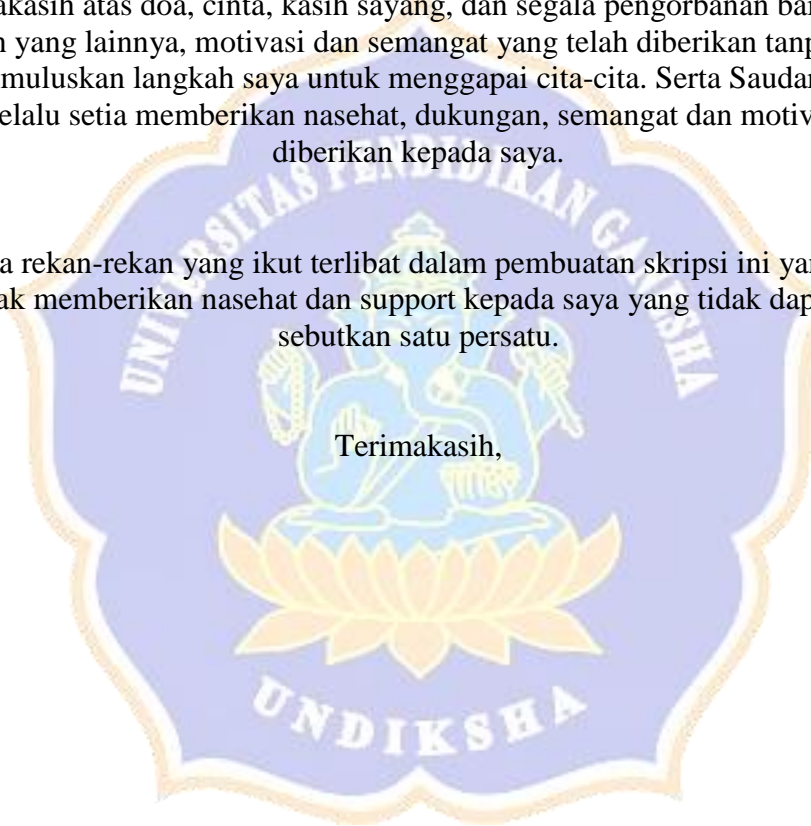 akasih atas doa, cinta, kasih sayang, dan segala pengorbanan bai
n yang lainnya, motivasi dan semangat yang telah diberikan tanp
muluskan langkah saya untuk menggapai cita-cita. Serta Saudar
elalu setia memberikan nasehat, dukungan, semangat dan motiv
diberikan kepada saya.
a rekan-rekan yang ikut terlibat dalam pembuatan skripsi ini yan
ak memberikan nasehat dan support kepada saya yang tidak dap
sebutkan satu persatu.
Terimakasih,
UNIVERSITAS PENDIDIKAN GANESHA
UNDIKSHA